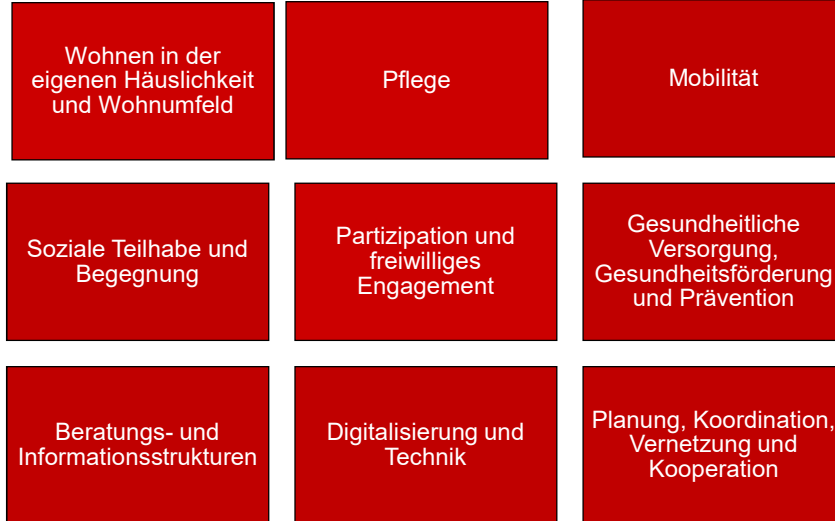 Wohnen in der
eigenen Häuslichkeit
und Wohnumfeld
Pflege
Mobilität
Soziale Teilhabe und
Begegnung
Partizipation und
freiwilliges
Engagement
Gesundheitliche
Versorgung,
Gesundheitsförderung
und Prävention
Beratungs- und
Informationsstrukturen
Digitalisierung und
Technik
Planung, Koordination,
Vernetzung und
Kooperation